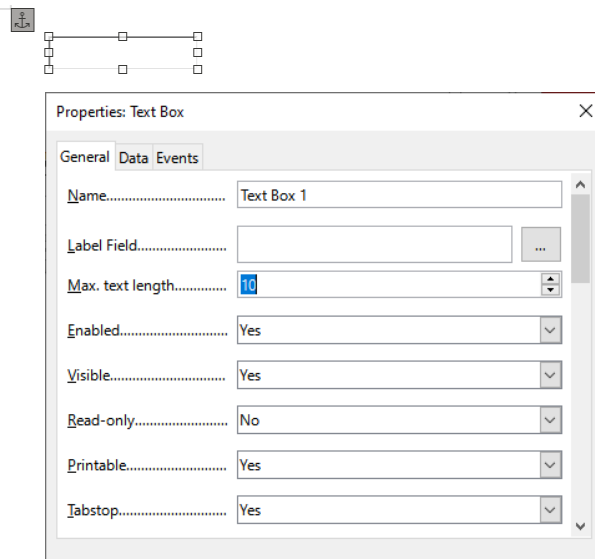 Properties: Text Box
General Data Events
Name.............................. Text Box 1
Label Field........................ ...
Max. text length.............. 10
Enabled........................... Yes
Visible............................. Yes
Read-only........................ No
Printable.......................... Yes
Tabstop........................... Yes